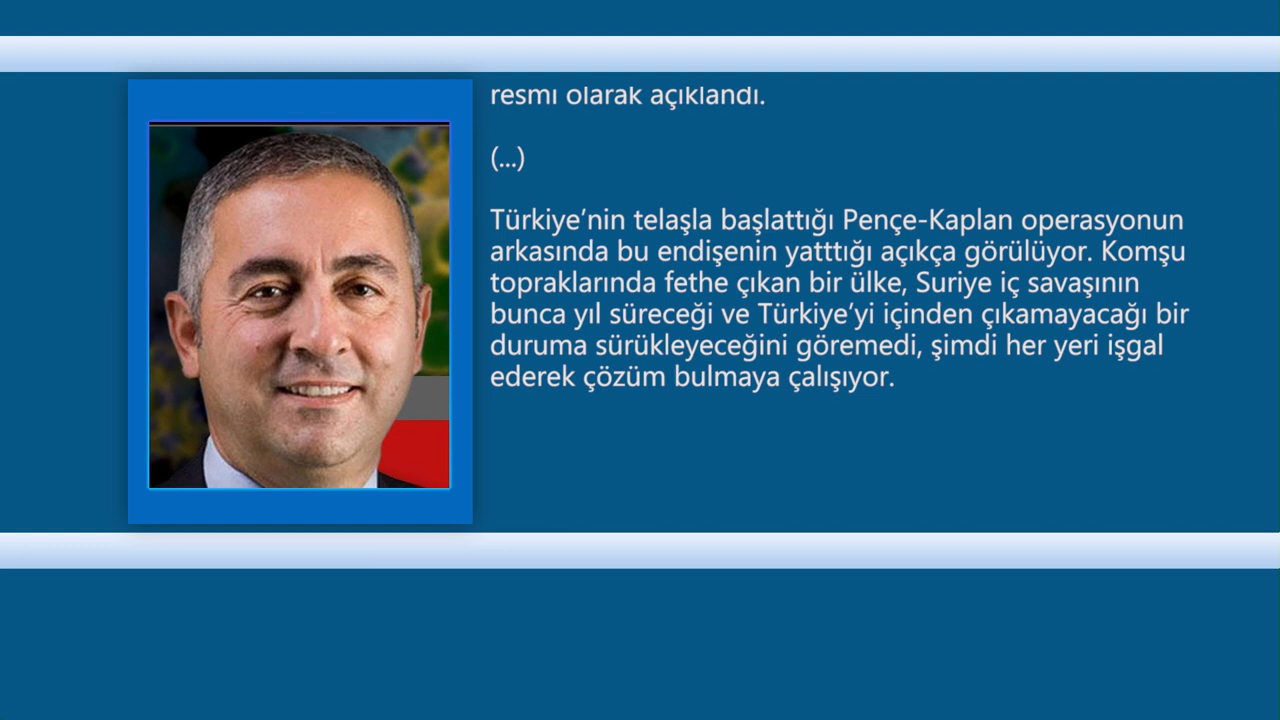 resmi olarak açıklandı.
(...)
Türkiye’nin telaşla başlattığı Pençe-Kaplan operasyonun
arkasında bu endişenin yatttığı açıkça görülüyor. Komşu
topraklarında fethe çıkan bir ülke, Suriye iç savaşının
bunca yıl süreceği ve Türkiye’yi içinden çıkamayacağı bir
duruma sürükleyeceğini göremedi, şimdi her yeri işgal
ederek çözüm bulmaya çalışıyor.